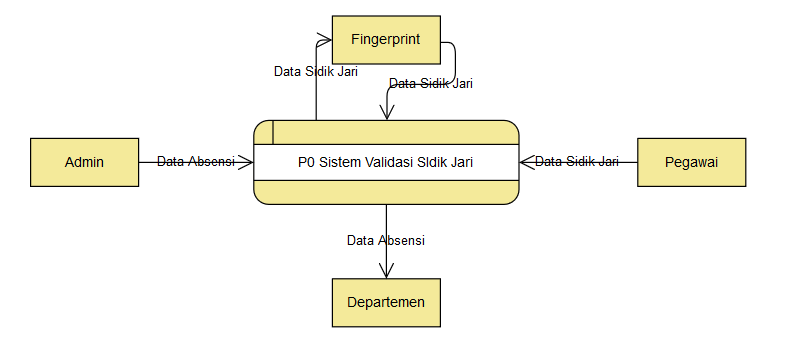 Fingerprint
Data Sidik Jari
Data Sidik Jari
Admin
Data Absensi
P0 Sistem Validasi SIdik Jari
Data Sidik Jari
Pegawai
Data Absensi
Departemen